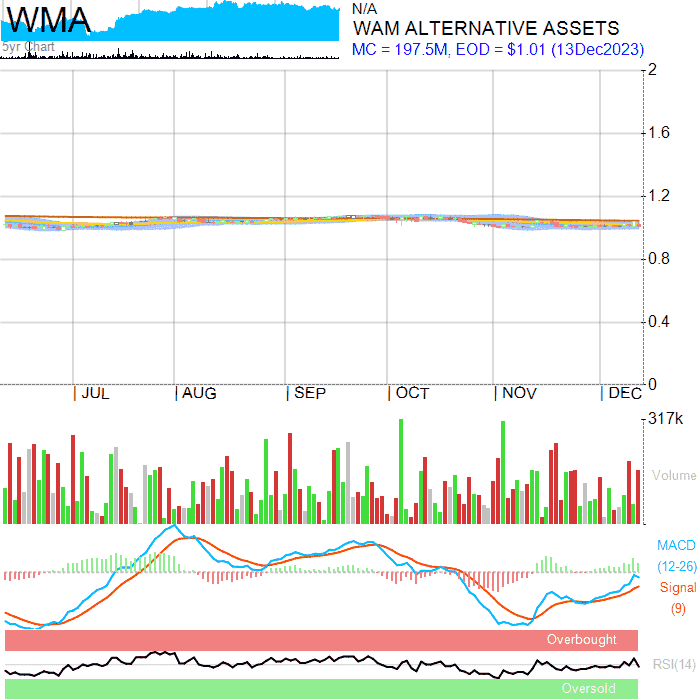 WMA
5yr Chart
N/A
WAM ALTERNATIVE ASSETS
MC = 197.5M, EOD = $1.01 (13Dec2023)
2
1.6
1.2
0.8
0.4
0
JUL AUG SEP OCT NOV DEC
317k
Volume
MACD
(12-26)
Signal
(9)
Overbought
RSI(14)
Oversold